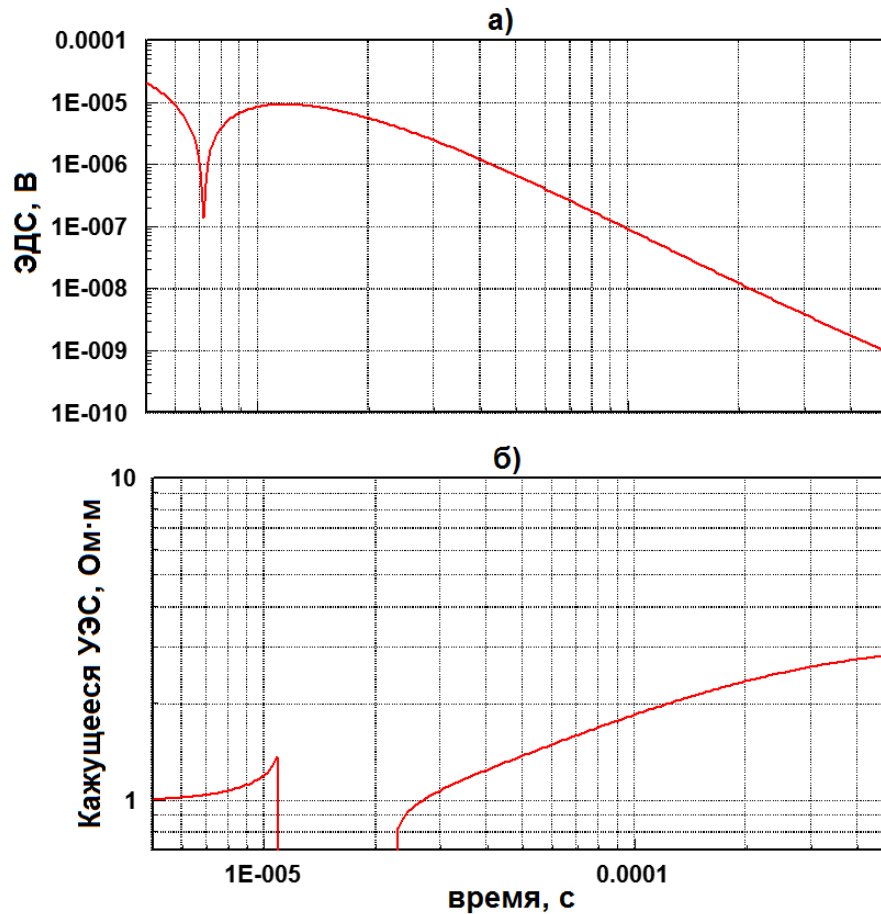 а)
0.0001
1E-005
1E-006
1E-007
1E-008
1E-009
1E-010
ЭДС, В
б)
10
1
Кажущееся УЭС, Ом·м
1E-005
0.0001
время, с